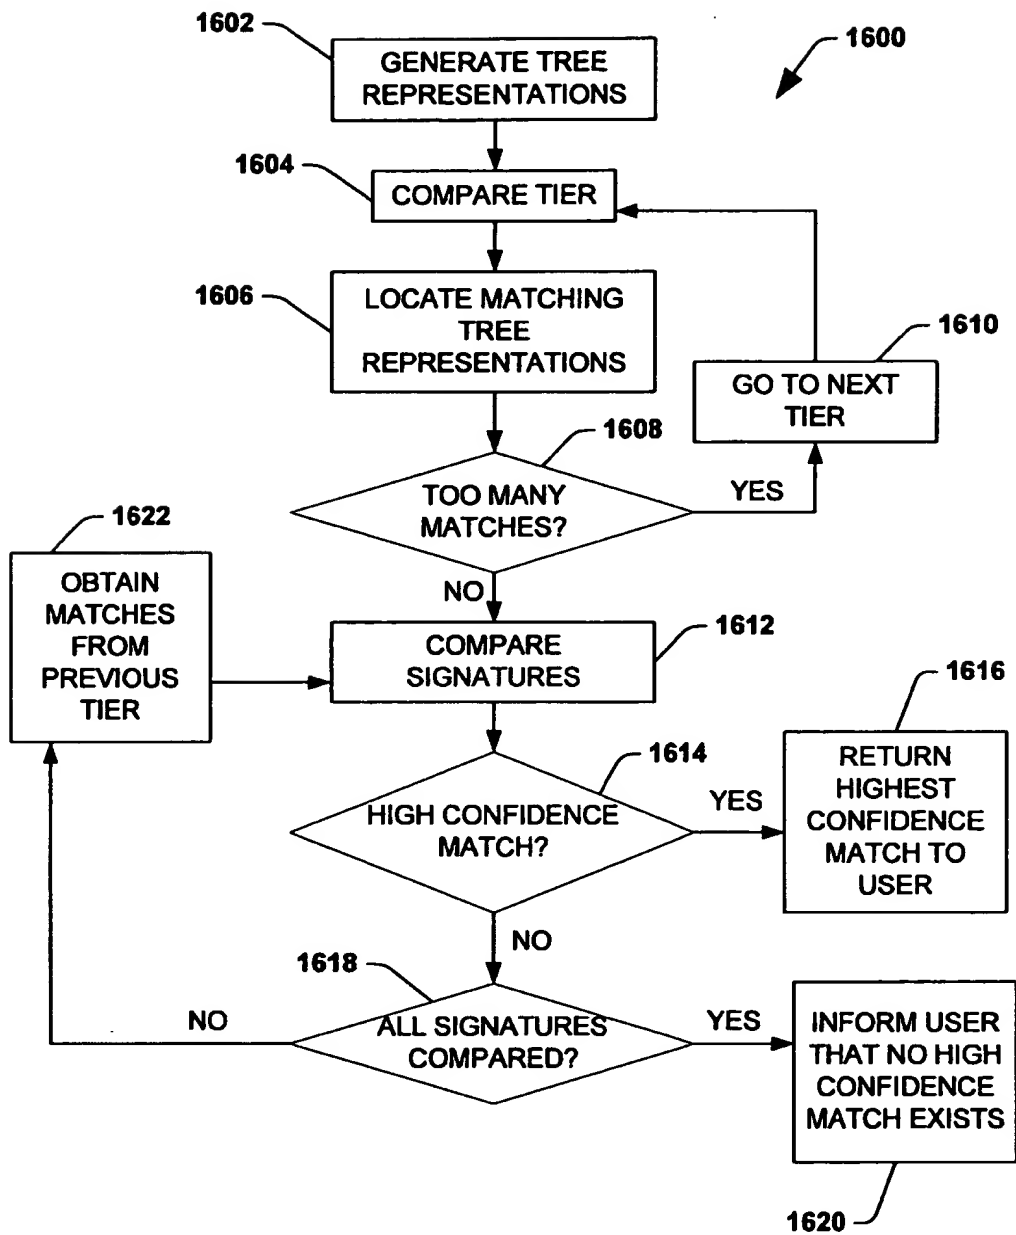 1602
1600
GENERATE TREE
REPRESENTATIONS
1604
COMPARE TIER
1606
LOCATE MATCHING
TREE
REPRESENTATIONS
1610
GO TO NEXT
TIER
1608
TOO MANY
MATCHES?
YES
1622
NO
OBTAIN
MATCHES
FROM
PREVIOUS
TIER
1612
COMPARE
SIGNATURES
1616
1614
HIGH CONFIDENCE
MATCH?
YES
RETURN
HIGHEST
CONFIDENCE
MATCH TO
USER
NO
1618
NO
ALL SIGNATURES
COMPARED?
YES
INFORM USER
THAT NO HIGH
CONFIDENCE
MATCH EXISTS
1620